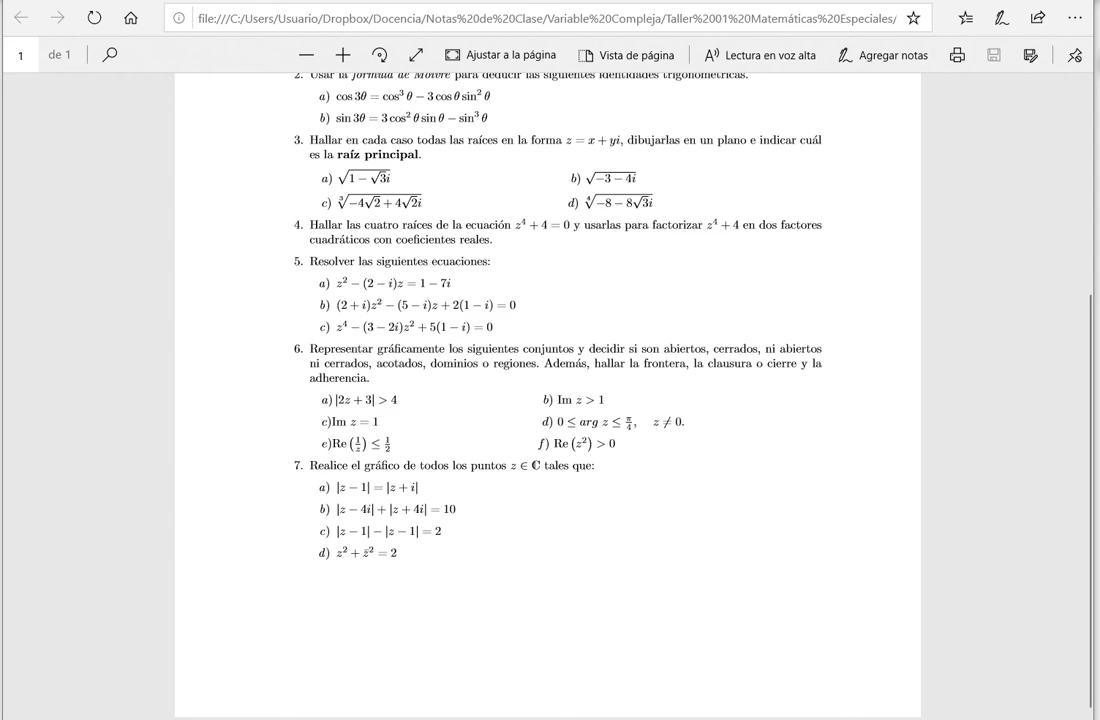 file:///C:/Users/Usuario/Dropbox/Docencia/Notas%20de%20Clase/Variable%20Compleja/Taller%2001%20Matemáticas%20Especiales/
1 de 1 Ajustar a la página Vista de página Lectura en voz alta Agregar notas
2. Usar la fórmula de Moivre para deducir las siguientes identidades trigonométricas.
a) cos 3θ = cos³ θ − 3 cos θ sin² θ
b) sin 3θ = 3 cos² θ sin θ − sin³ θ
3. Hallar en cada caso todas las raíces en la forma z = x + yi, dibujarlas en un plano e indicar cuál
es la raíz principal.
a) √(1 − √3i) b) √(−3 − 4i)
c) ∛(−4√2 + 4√2i) d) ∜(−8 − 8√3i)
4. Hallar las cuatro raíces de la ecuación z⁴ + 4 = 0 y usarlas para factorizar z⁴ + 4 en dos factores
cuadráticos con coeficientes reales.
5. Resolver las siguientes ecuaciones:
a) z² − (2 − i)z = 1 − 7i
b) (2 + i)z² − (5 − i)z + 2(1 − i) = 0
c) z⁴ − (3 − 2i)z² + 5(1 − i) = 0
6. Representar gráficamente los siguientes conjuntos y decidir si son abiertos, cerrados, ni abiertos
ni cerrados, acotados, dominios o regiones. Además, hallar la frontera, la clausura o cierre y la
adherencia.
a) |2z + 3| > 4 b) Im z > 1
c)Im z = 1 d) 0 ≤ arg z ≤ π/4, z ≠ 0.
e)Re (1/z) ≤ 1/2 f) Re (z²) > 0
7. Realice el gráfico de todos los puntos z ∈ ℂ tales que:
a) |z − 1| = |z + i|
b) |z − 4i| + |z + 4i| = 10
c) |z − 1| − |z − 1| = 2
d) z² + z̄² = 2